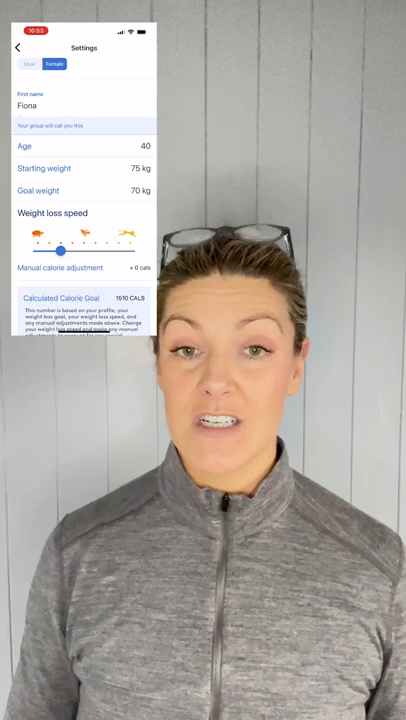 10:53
Settings
Male Female
First name
Fiona
Your group will call you this.
Age 40
Starting weight 75 kg
Goal weight 70 kg
Weight loss speed
Manual calorie adjustment + 0 cals
Calculated Calorie Goal 1510 CALS
This number is based on your profile, your
weight loss goal, your weight loss speed, and
any manual adjustments made above. Change
your weight loss speed and make any manual